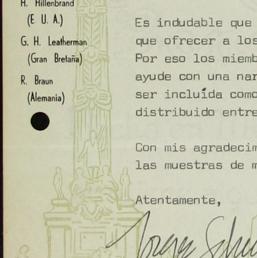 H. Hillenbrand
(E. U. A.)
G. H. Leatherman
(Gran Bretaña)
R. Braun
(Alemania)
Es indudable que
que ofrecer a los
Por eso los miemb
ayude con una nar
ser incluída como
distribuido entre
Con mis agradecim
las muestras de m
Atentamente,